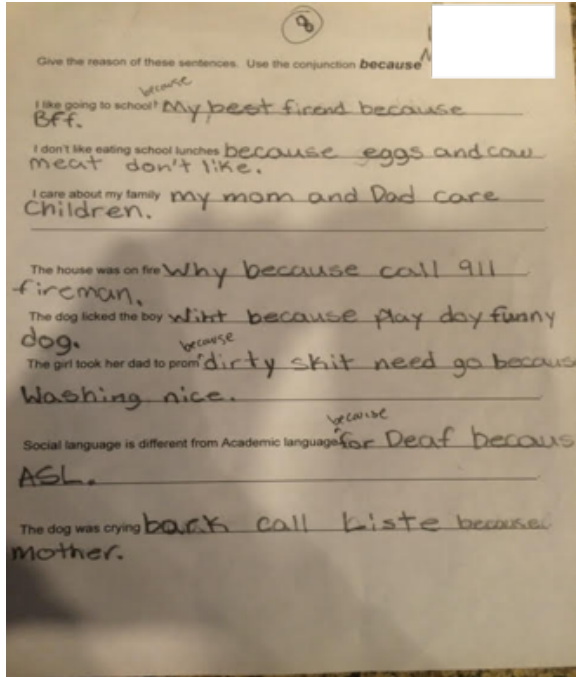 8
Give the reason of these sentences. Use the conjunction because
because
I like going to school? My best firend because
Bff.
I don't like eating school lunches because eggs and cow
meat don't like.
I care about my family my mom and Dad care
Children.
The house was on fire Why because call 911
fireman.
The dog licked the boy because play day funny
dog.
because
The girl took her dad to prom dirty skit need go becaus
Washing nice.
because
Social language is different from Academic language for Deaf becaus
ASL.
The dog was crying back call because
mother.